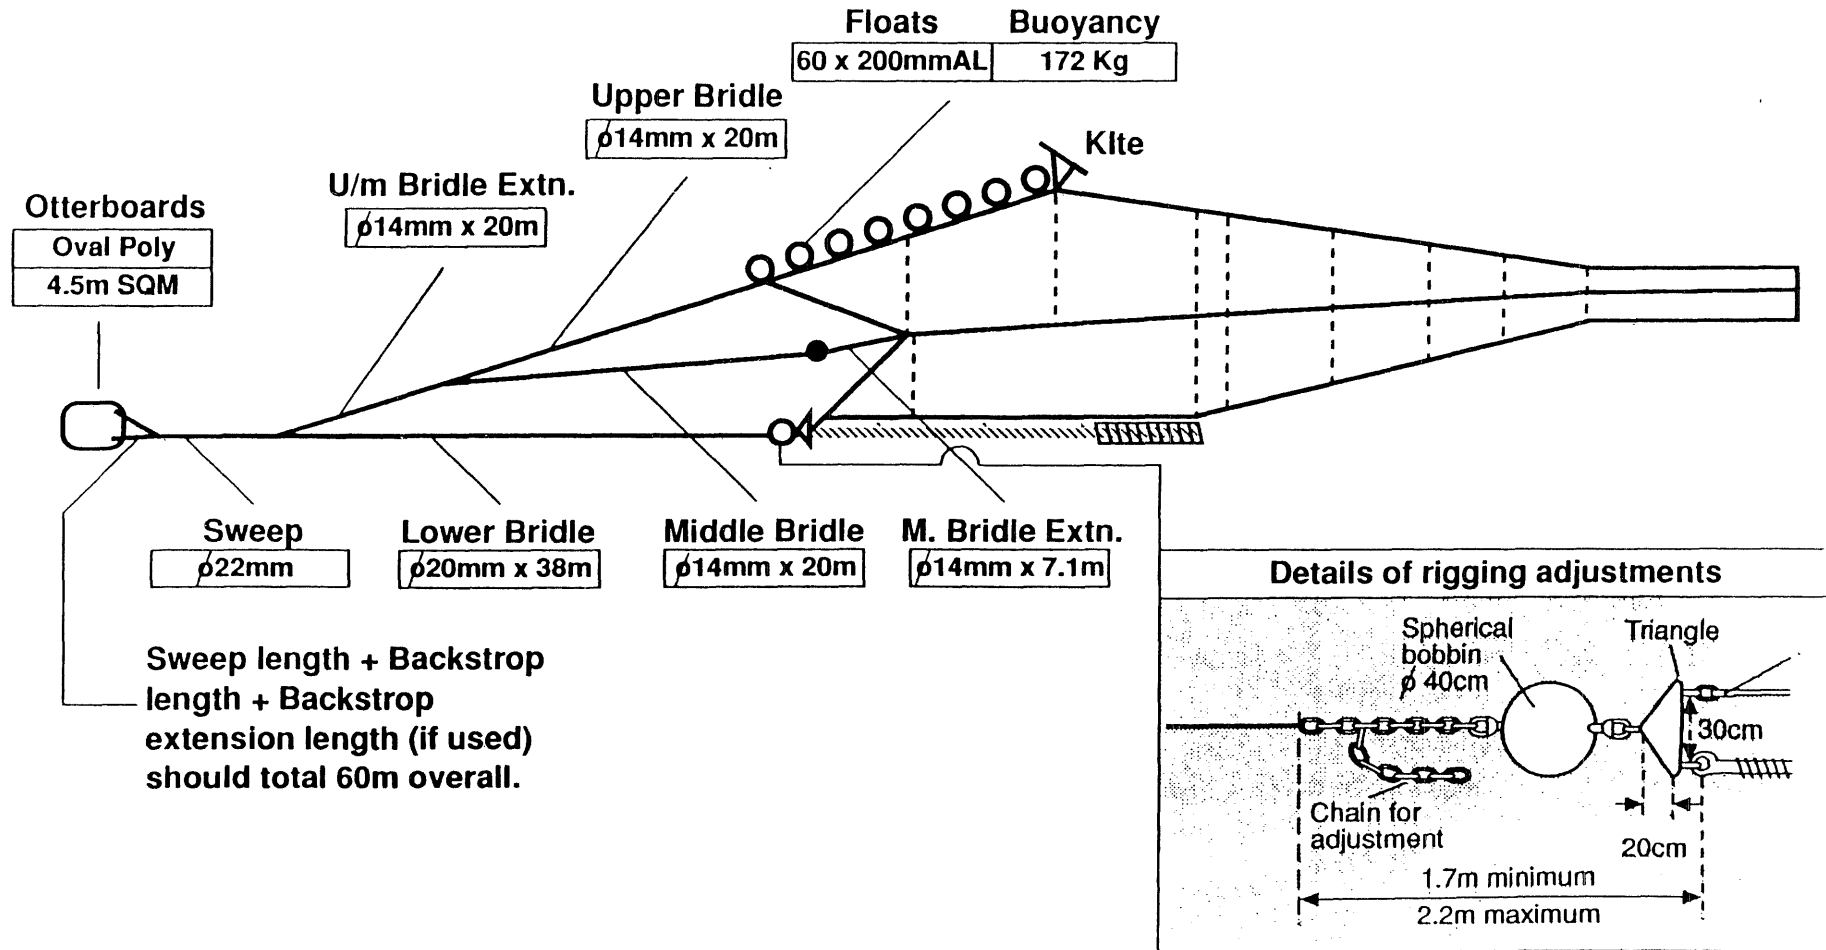 Floats Buoyancy
60 x 200mmAL 172 Kg
Upper Bridle
ϕ14mm x 20m
Kite
U/m Bridle Extn.
ϕ14mm x 20m
Otterboards
Oval Poly
4.5m SQM
Sweep
ϕ22mm
Lower Bridle
ϕ20mm x 38m
Middle Bridle
ϕ14mm x 20m
M. Bridle Extn.
ϕ14mm x 7.1m
Sweep length + Backstrop
length + Backstrop
extension length (if used)
should total 60m overall.
Details of rigging adjustments
Spherical
bobbin
ϕ 40cm
Triangle
30cm
Chain for
adjustment
20cm
1.7m minimum
2.2m maximum